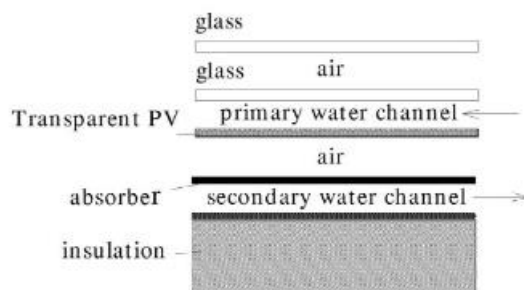 glass
glass
air
primary water channel
Transparent PV
air
absorber
secondary water channel
insulation